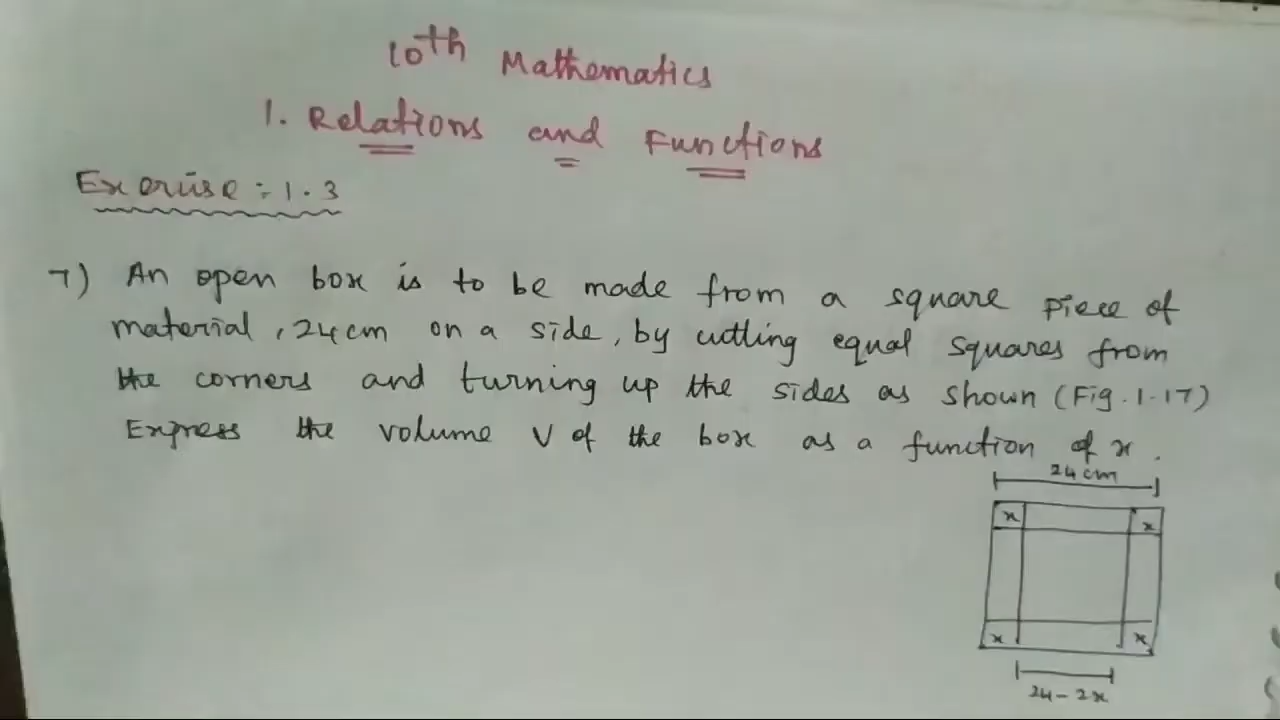 10th Mathematics
1. Relations and Functions
Exercise : 1.3
7) An open box is to be made from a square piece of
material, 24cm on a side, by cutting equal squares from
the corners and turning up the sides as shown (Fig. 1.17)
Express the volume V of the box as a function of x.
24cm
x x
x x
24-2x